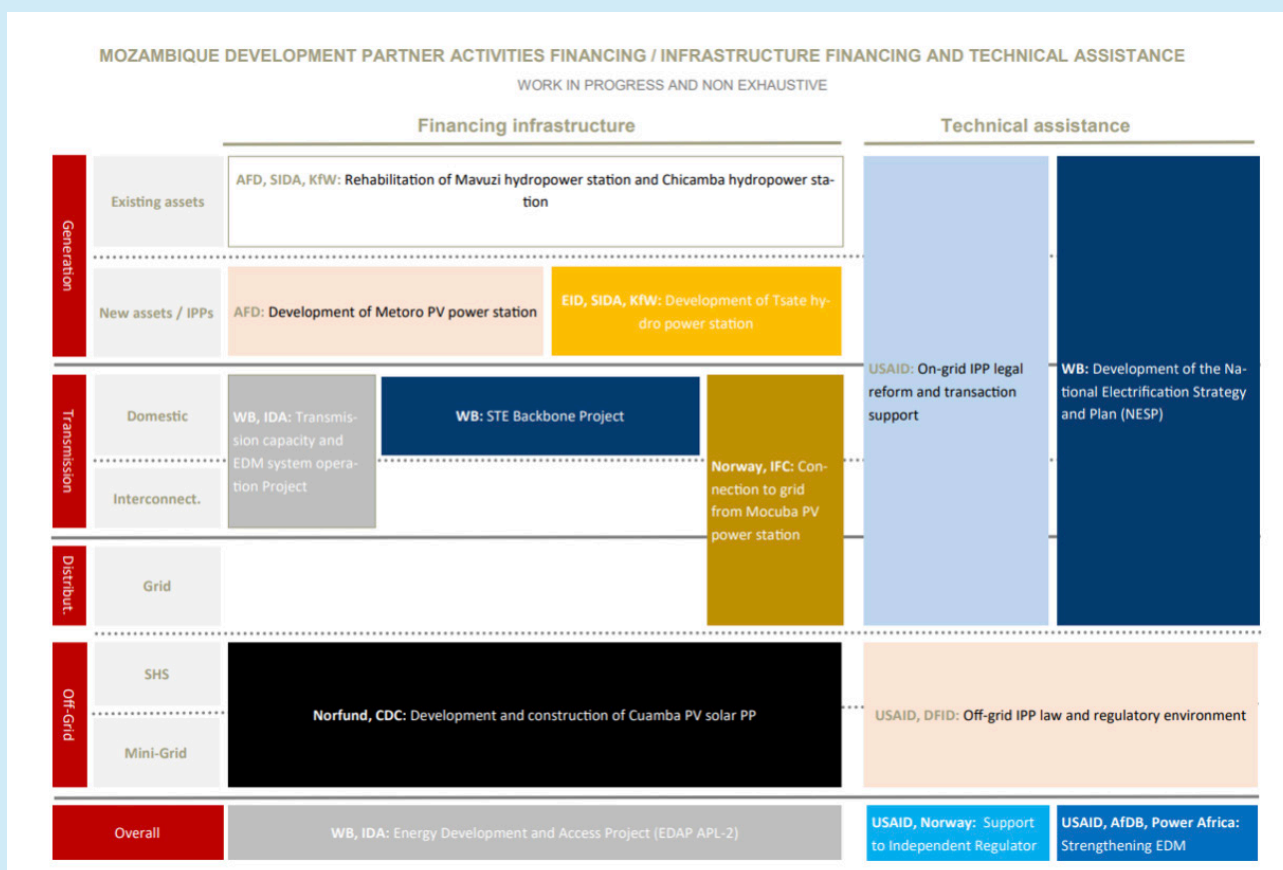 MOZAMBIQUE DEVELOPMENT PARTNER ACTIVITIES FINANCING / INFRASTRUCTURE FINANCING AND TECHNICAL ASSISTANCE
WORK IN PROGRESS AND NON EXHAUSTIVE
Financing infrastructure
Technical assistance
Generation
Existing assets
AFD, SIDA, KfW: Rehabilitation of Mavuzi hydropower station and Chicamba hydropower sta-
tion
New assets / IPPs
AFD: Development of Metoro PV power station
EID, SIDA, KfW: Development of Tsate hy-
dro power station
USAID: On-grid IPP legal
reform and transaction
support
WB: Development of the Na-
tional Electrification Strategy
and Plan (NESP)
Transmission
Domestic
Interconnect.
WB, IDA: Transmis-
sion capacity and
EDM system opera-
tion Project
WB: STE Backbone Project
Norway, IFC: Con-
nection to grid
from Mocuba PV
power station
Distribut.
Grid
Off-Grid
SHS
Mini-Grid
Norfund, CDC: Development and construction of Cuamba PV solar PP
USAID, DFID: Off-grid IPP law and regulatory environment
Overall
WB, IDA: Energy Development and Access Project (EDAP APL-2)
USAID, Norway: Support
to Independent Regulator
USAID, AfDB, Power Africa:
Strengthening EDM